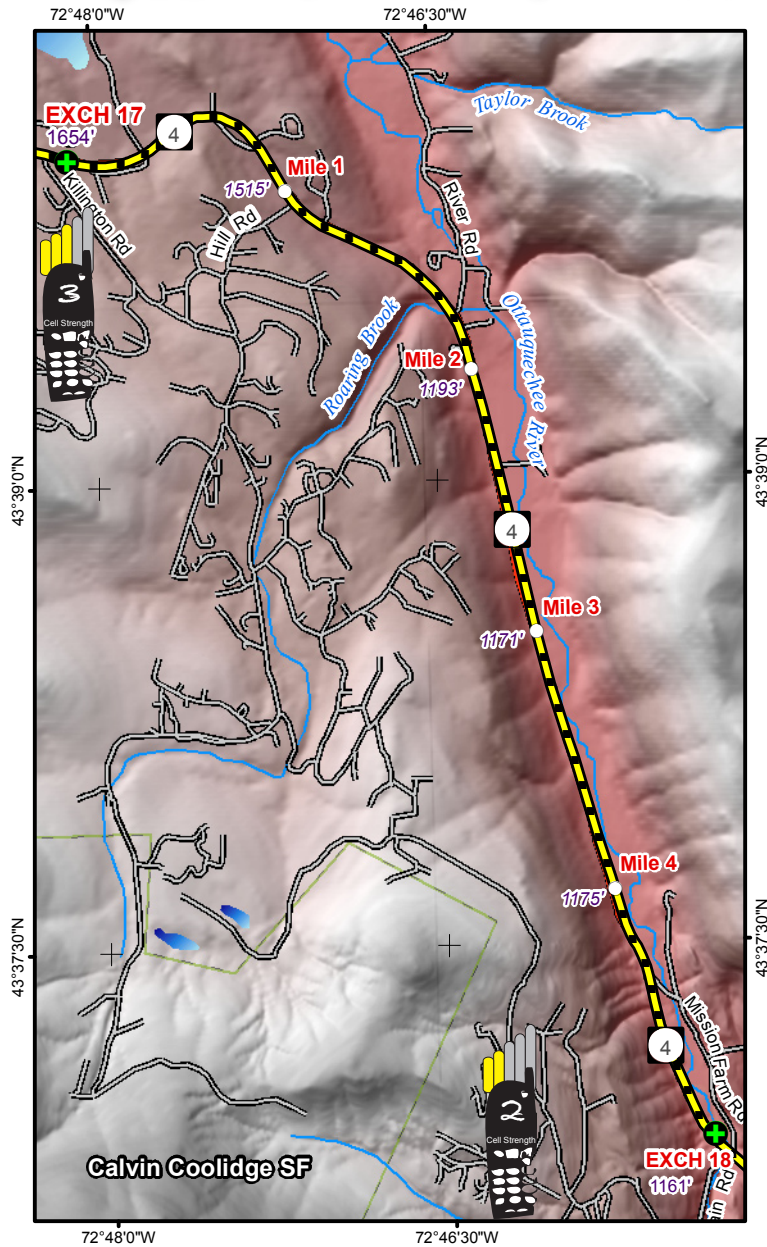 72°48'0"W
72°46'30"W
Taylor Brook
EXCH 17
1654'
4
Mile 1
1515'
Killington Rd
River Rd
Hill Rd
3
Cell Strength
Roaring Brook
Ottauquechee River
Mile 2
1193'
43°39'0"N
43°39'0"N
4
Mile 3
1171'
Mile 4
1175'
43°37'30"N
43°37'30"N
Mission Farm Rd
4
2
Cell Strength
EXCH 18
1161'
Calvin Coolidge SF
Rd
72°48'0"W
72°46'30"W